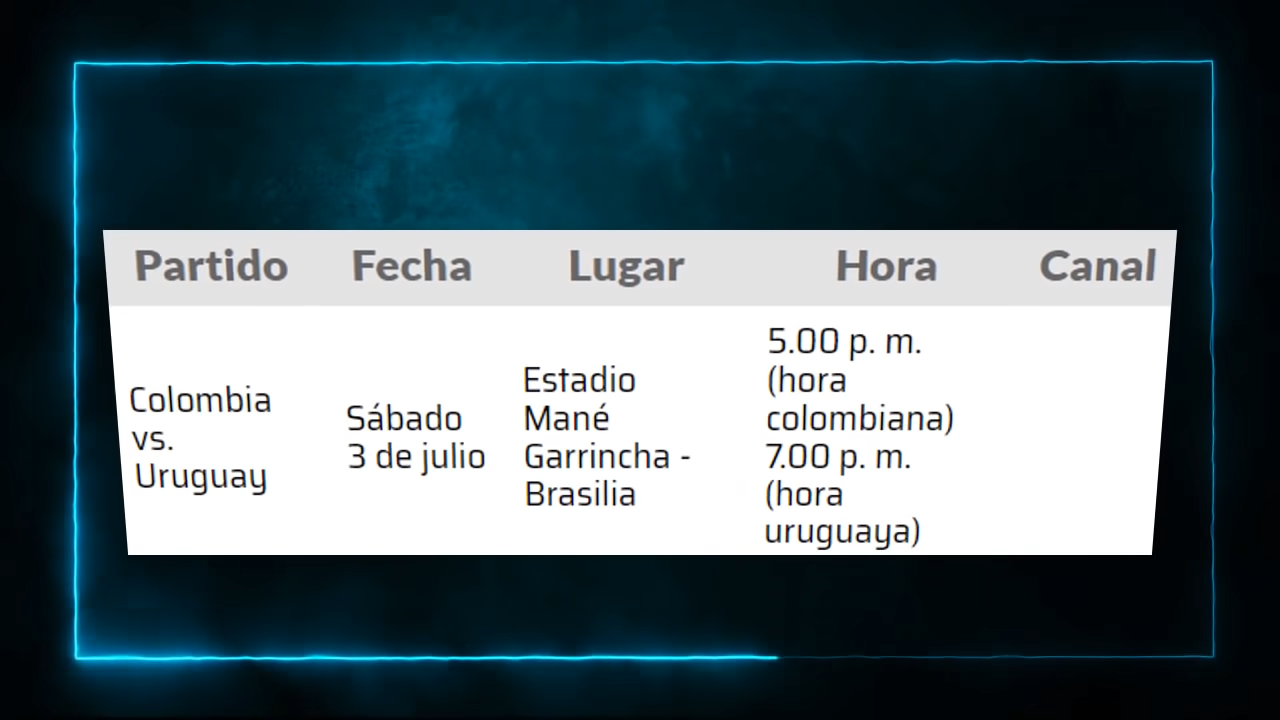 Partido Fecha Lugar Hora Canal
Colombia
vs.
Uruguay
Sábado
3 de julio
Estadio
Mané
Garrincha -
Brasilia
5.00 p. m.
(hora
colombiana)
7.00 p. m.
(hora
uruguaya)